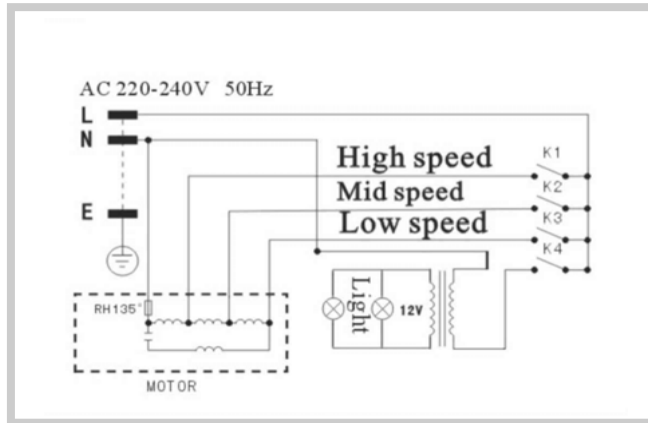 AC 220-240V 50Hz
L
N
High speed
K1
Mid speed
K2
E
Low speed
K3
K4
Light
12V
RH135°
MOTOR